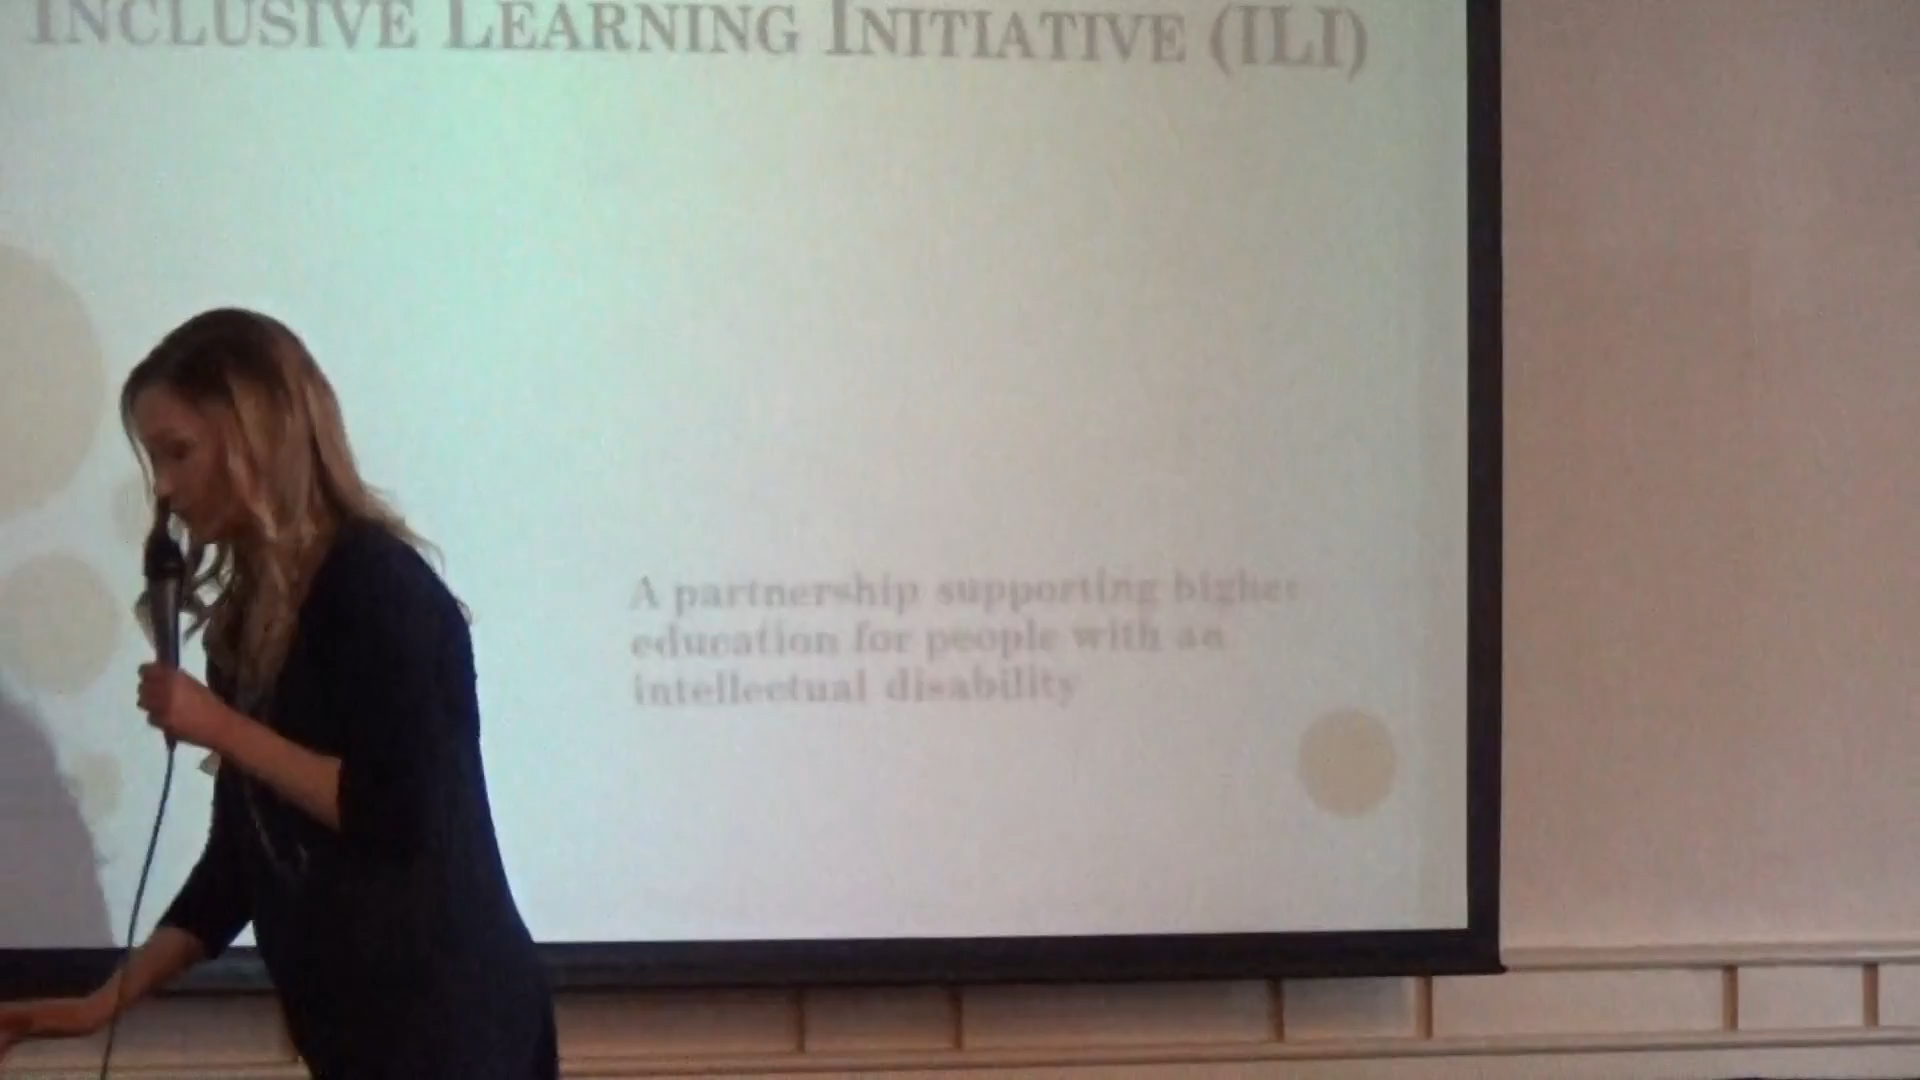 INCLUSIVE LEARNING INITIATIVE (ILI)
A partnership supporting higher
education for people with an
intellectual disability